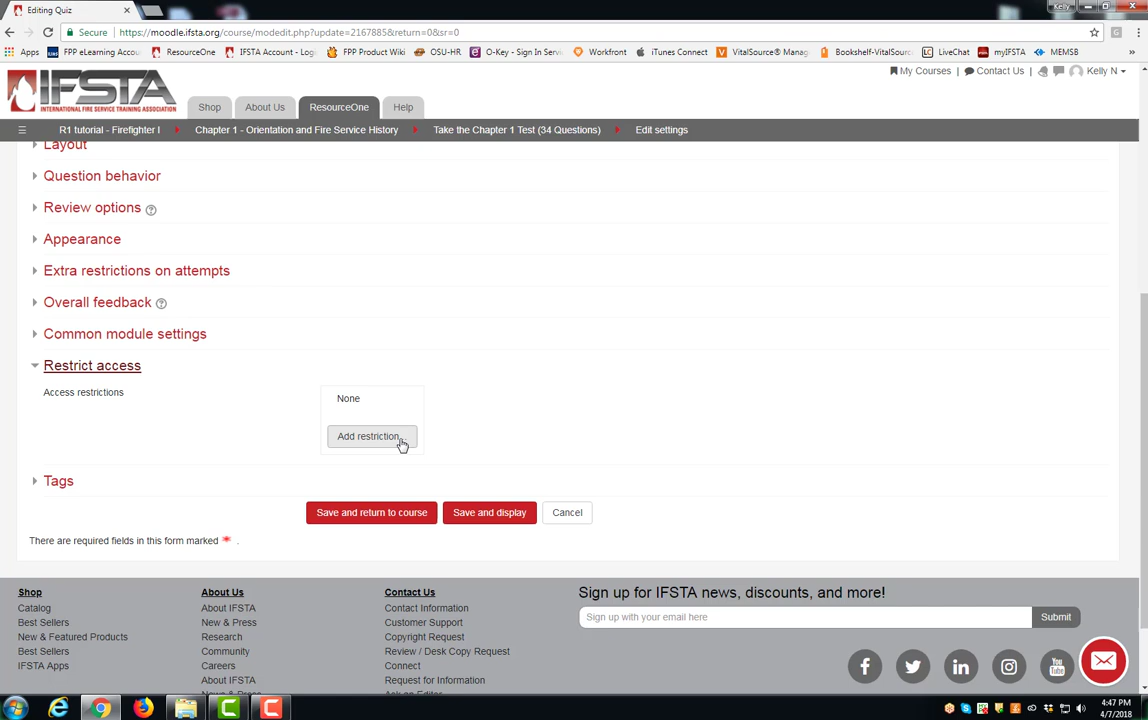 Editing Quiz
Kelly
Secure
https://moodle.ifsta.org/course/modedit.php?update=2167885&return=0&sr=0
Apps
FPP eLearning Accou
ResourceOne
IFSTA Account - Log
FPP Product Wiki
OSU-HR
O-Key - Sign In Servi
Workfront
iTunes Connect
VitalSource® Manag
Bookshelf-VitalSourc
LiveChat
myIFSTA
MEMSB
IFSTA
INTERNATIONAL FIRE SERVICE TRAINING ASSOCIATION
Shop
About Us
ResourceOne
Help
My Courses
Contact Us
Kelly N
R1 tutorial - Firefighter I
Chapter 1 - Orientation and Fire Service History
Take the Chapter 1 Test (34 Questions)
Edit settings
Layout
Question behavior
Review options
Appearance
Extra restrictions on attempts
Overall feedback
Common module settings
Restrict access
Access restrictions
None
Add restriction...
Tags
Save and return to course
Save and display
Cancel
There are required fields in this form marked * .
Shop
Catalog
Best Sellers
New & Featured Products
Best Sellers
IFSTA Apps
About Us
About IFSTA
New & Press
Research
Community
Careers
About IFSTA
Contact Us
Contact Information
Customer Support
Copyright Request
Review / Desk Copy Request
Connect
Request for Information
Sign up for IFSTA news, discounts, and more!
Sign up with your email here
Submit
You Tube
4:47 PM
4/7/2018